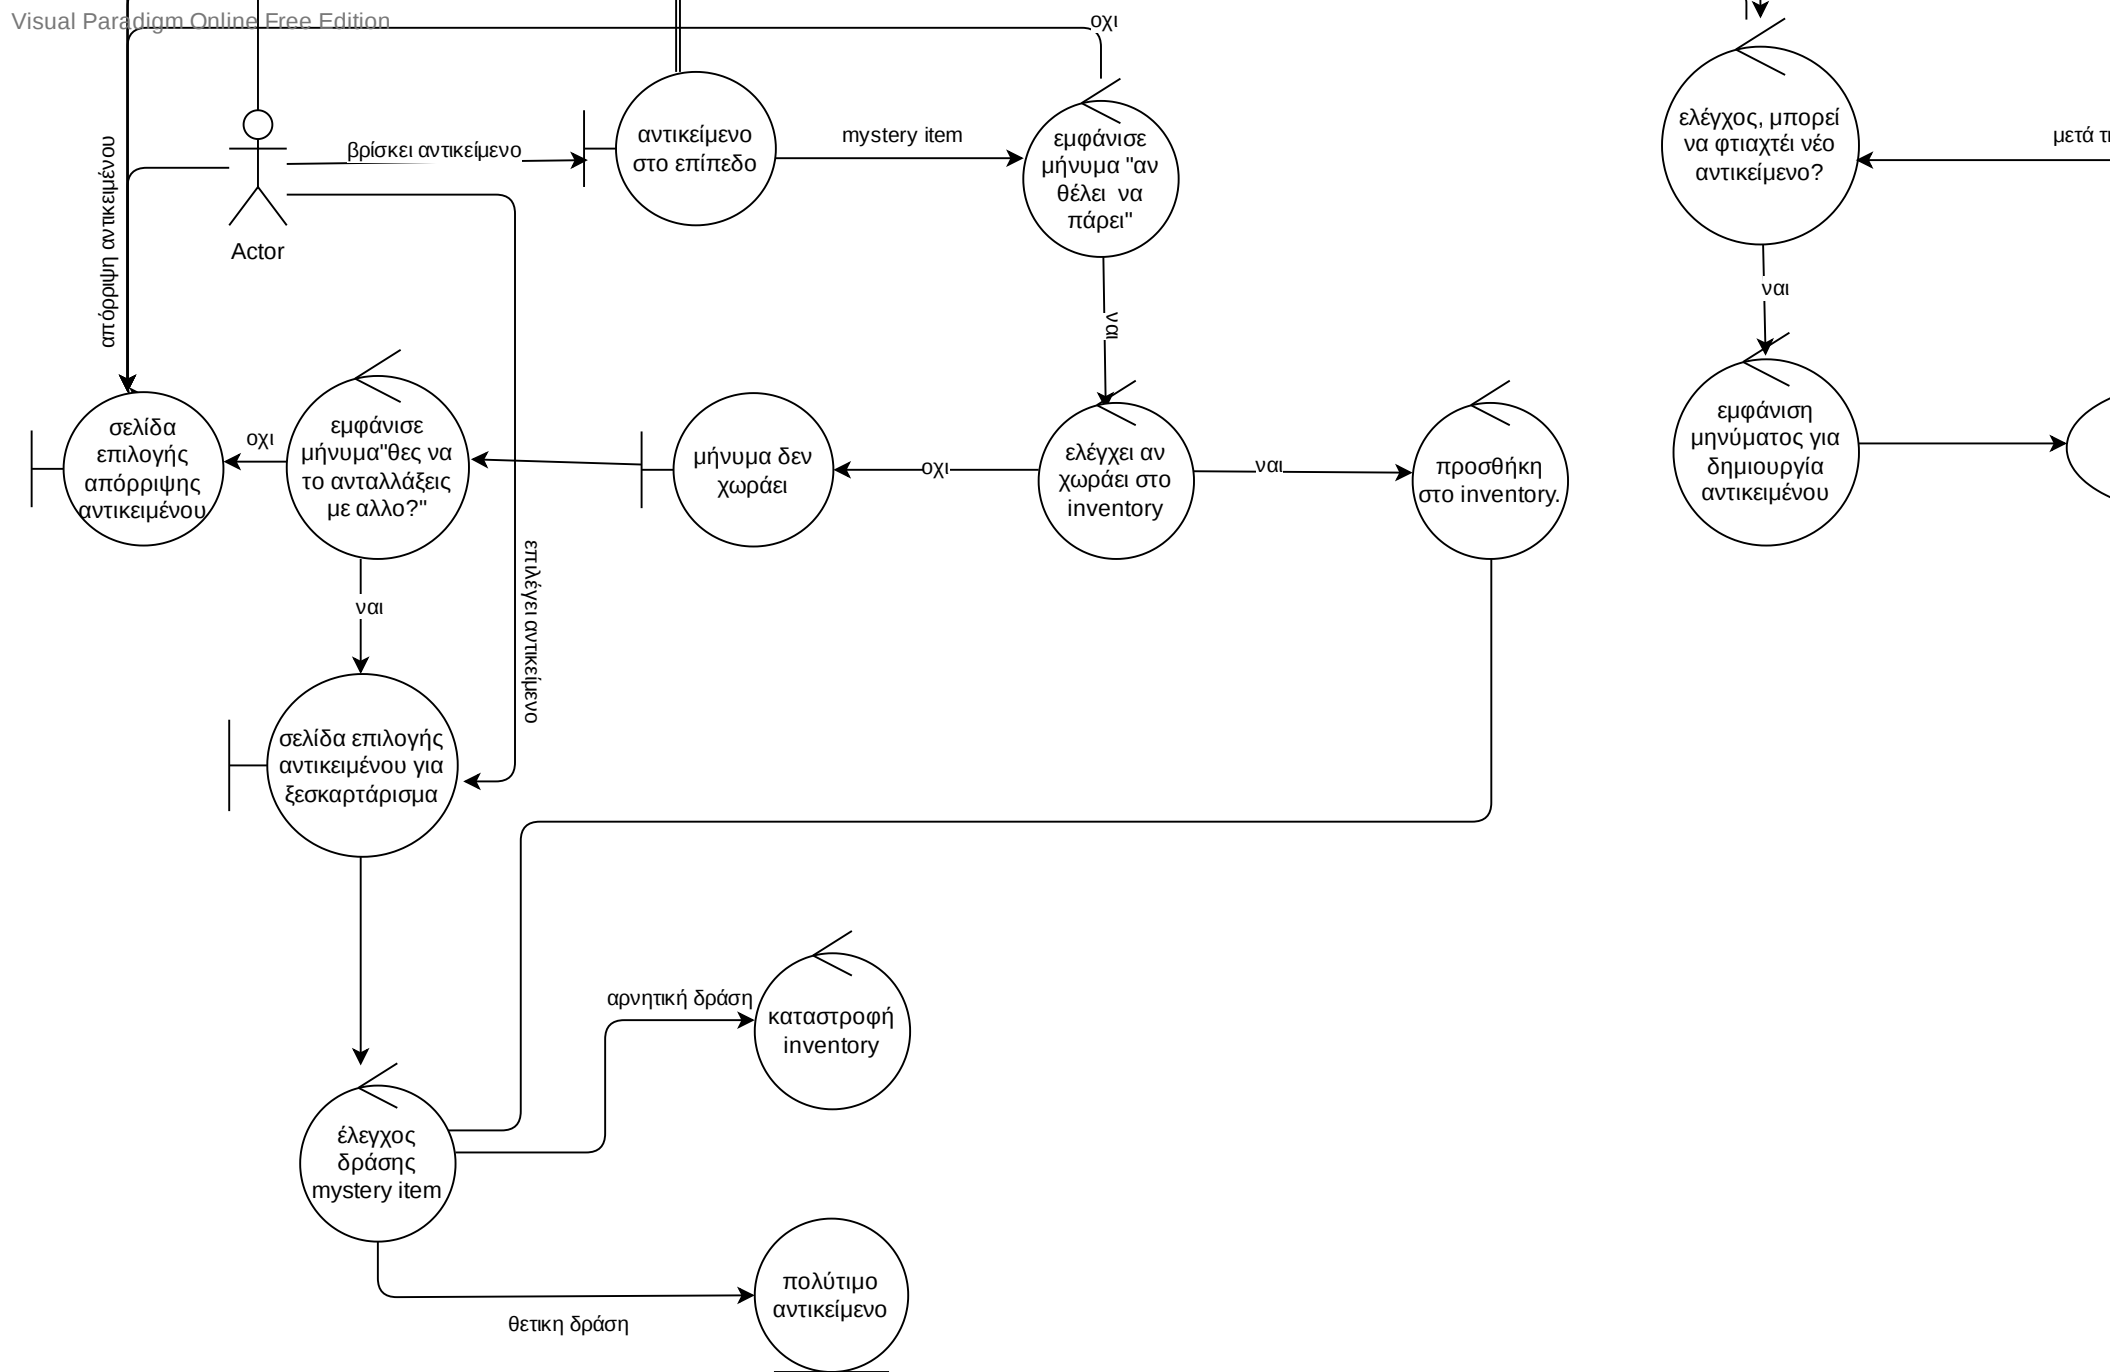 Visual Paradigm Online Free Edition
οχι
βρίσκει αντικείμενο
αντικείμενο
στο επίπεδο
mystery item
εμφάνισε
μήνυμα "αν
θέλει να
πάρει"
ελέγχος, μπορεί
να φτιαχτέι νέο
αντικείμενο?
μετά τ
Actor
απόρριψη αντικειμένου
ναι
ναι
σελίδα
επιλογής
απόρριψης
αντικειμένου
οχι
εμφάνισε
μήνυμα"θες να
το ανταλλάξεις
με αλλο?"
μήνυμα δεν
χωράει
οχι
ελέγχει αν
χωράει στο
inventory
ναι
προσθήκη
στο inventory.
εμφάνιση
μηνύματος για
δημιουργία
αντικειμένου
ναι
επιλέγει αντικείμενο
σελίδα επιλογής
αντικειμένου για
ξεσκαρτάρισμα
αρνητική δράση
καταστροφή
inventory
έλεγχος
δράσης
mystery item
πολύτιμο
αντικείμενο
θετικη δράση